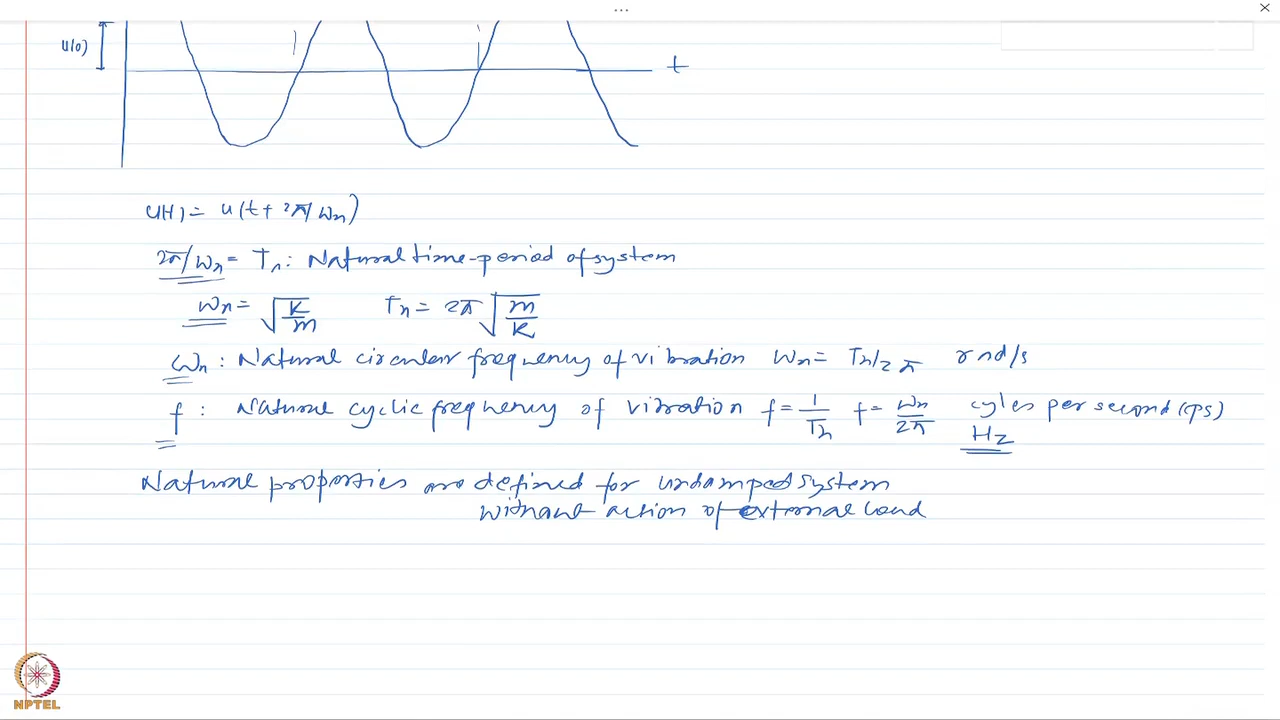 u(0)
t
u(t) = u(t + 2π/ωn)
2π/ωn = Tn : Natural time-period of system
ωn = √(k/m) Tn = 2π √(m/k)
ωn : Natural circular frequency of vibration ωn = Tn/2π rad/s
f : Natural cyclic frequency of vibration f = 1/Tn f = ωn/2π cyles per second (cps)
Hz
Natural properties are defined for undamped system
without action of external load
NPTEL